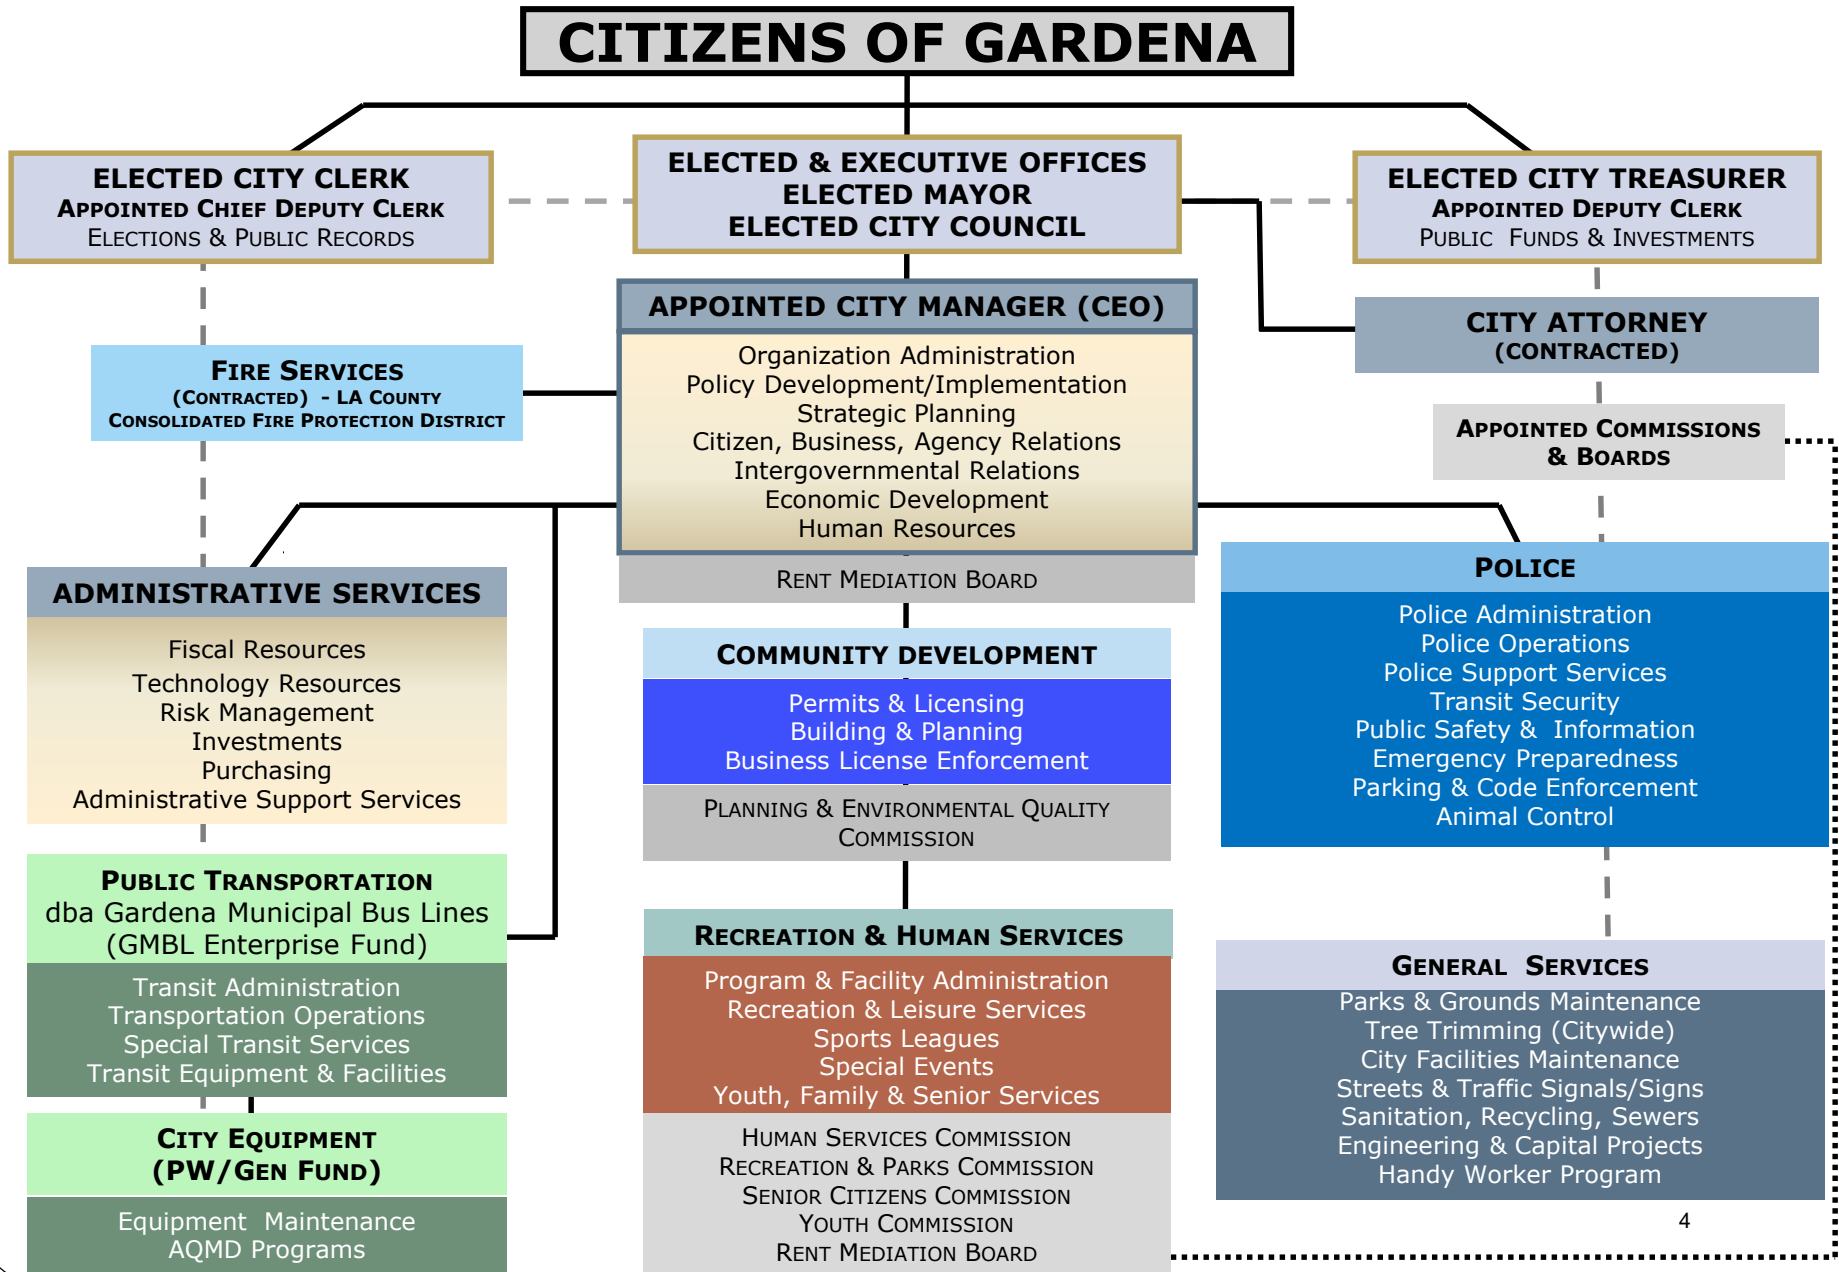 CITIZENS OF GARDENA
ELECTED CITY CLERK
APPOINTED CHIEF DEPUTY CLERK
ELECTIONS & PUBLIC RECORDS
ELECTED & EXECUTIVE OFFICES
ELECTED MAYOR
ELECTED CITY COUNCIL
ELECTED CITY TREASURER
APPOINTED DEPUTY CLERK
PUBLIC FUNDS & INVESTMENTS
APPOINTED CITY MANAGER (CEO)
Organization Administration
Policy Development/Implementation
Strategic Planning
Citizen, Business, Agency Relations
Intergovernmental Relations
Economic Development
Human Resources
RENT MEDIATION BOARD
CITY ATTORNEY
(CONTRACTED)
FIRE SERVICES
(CONTRACTED) - LA COUNTY
CONSOLIDATED FIRE PROTECTION DISTRICT
APPOINTED COMMISSIONS
& BOARDS
ADMINISTRATIVE SERVICES
Fiscal Resources
Technology Resources
Risk Management
Investments
Purchasing
Administrative Support Services
COMMUNITY DEVELOPMENT
Permits & Licensing
Building & Planning
Business License Enforcement
PLANNING & ENVIRONMENTAL QUALITY
COMMISSION
POLICE
Police Administration
Police Operations
Police Support Services
Transit Security
Public Safety & Information
Emergency Preparedness
Parking & Code Enforcement
Animal Control
PUBLIC TRANSPORTATION
dba Gardena Municipal Bus Lines
(GMBL Enterprise Fund)
Transit Administration
Transportation Operations
Special Transit Services
Transit Equipment & Facilities
CITY EQUIPMENT
(PW/GEN FUND)
Equipment Maintenance
AQMD Programs
RECREATION & HUMAN SERVICES
Program & Facility Administration
Recreation & Leisure Services
Sports Leagues
Special Events
Youth, Family & Senior Services
HUMAN SERVICES COMMISSION
RECREATION & PARKS COMMISSION
SENIOR CITIZENS COMMISSION
YOUTH COMMISSION
RENT MEDIATION BOARD
GENERAL SERVICES
Parks & Grounds Maintenance
Tree Trimming (Citywide)
City Facilities Maintenance
Streets & Traffic Signals/Signs
Sanitation, Recycling, Sewers
Engineering & Capital Projects
Handy Worker Program
4